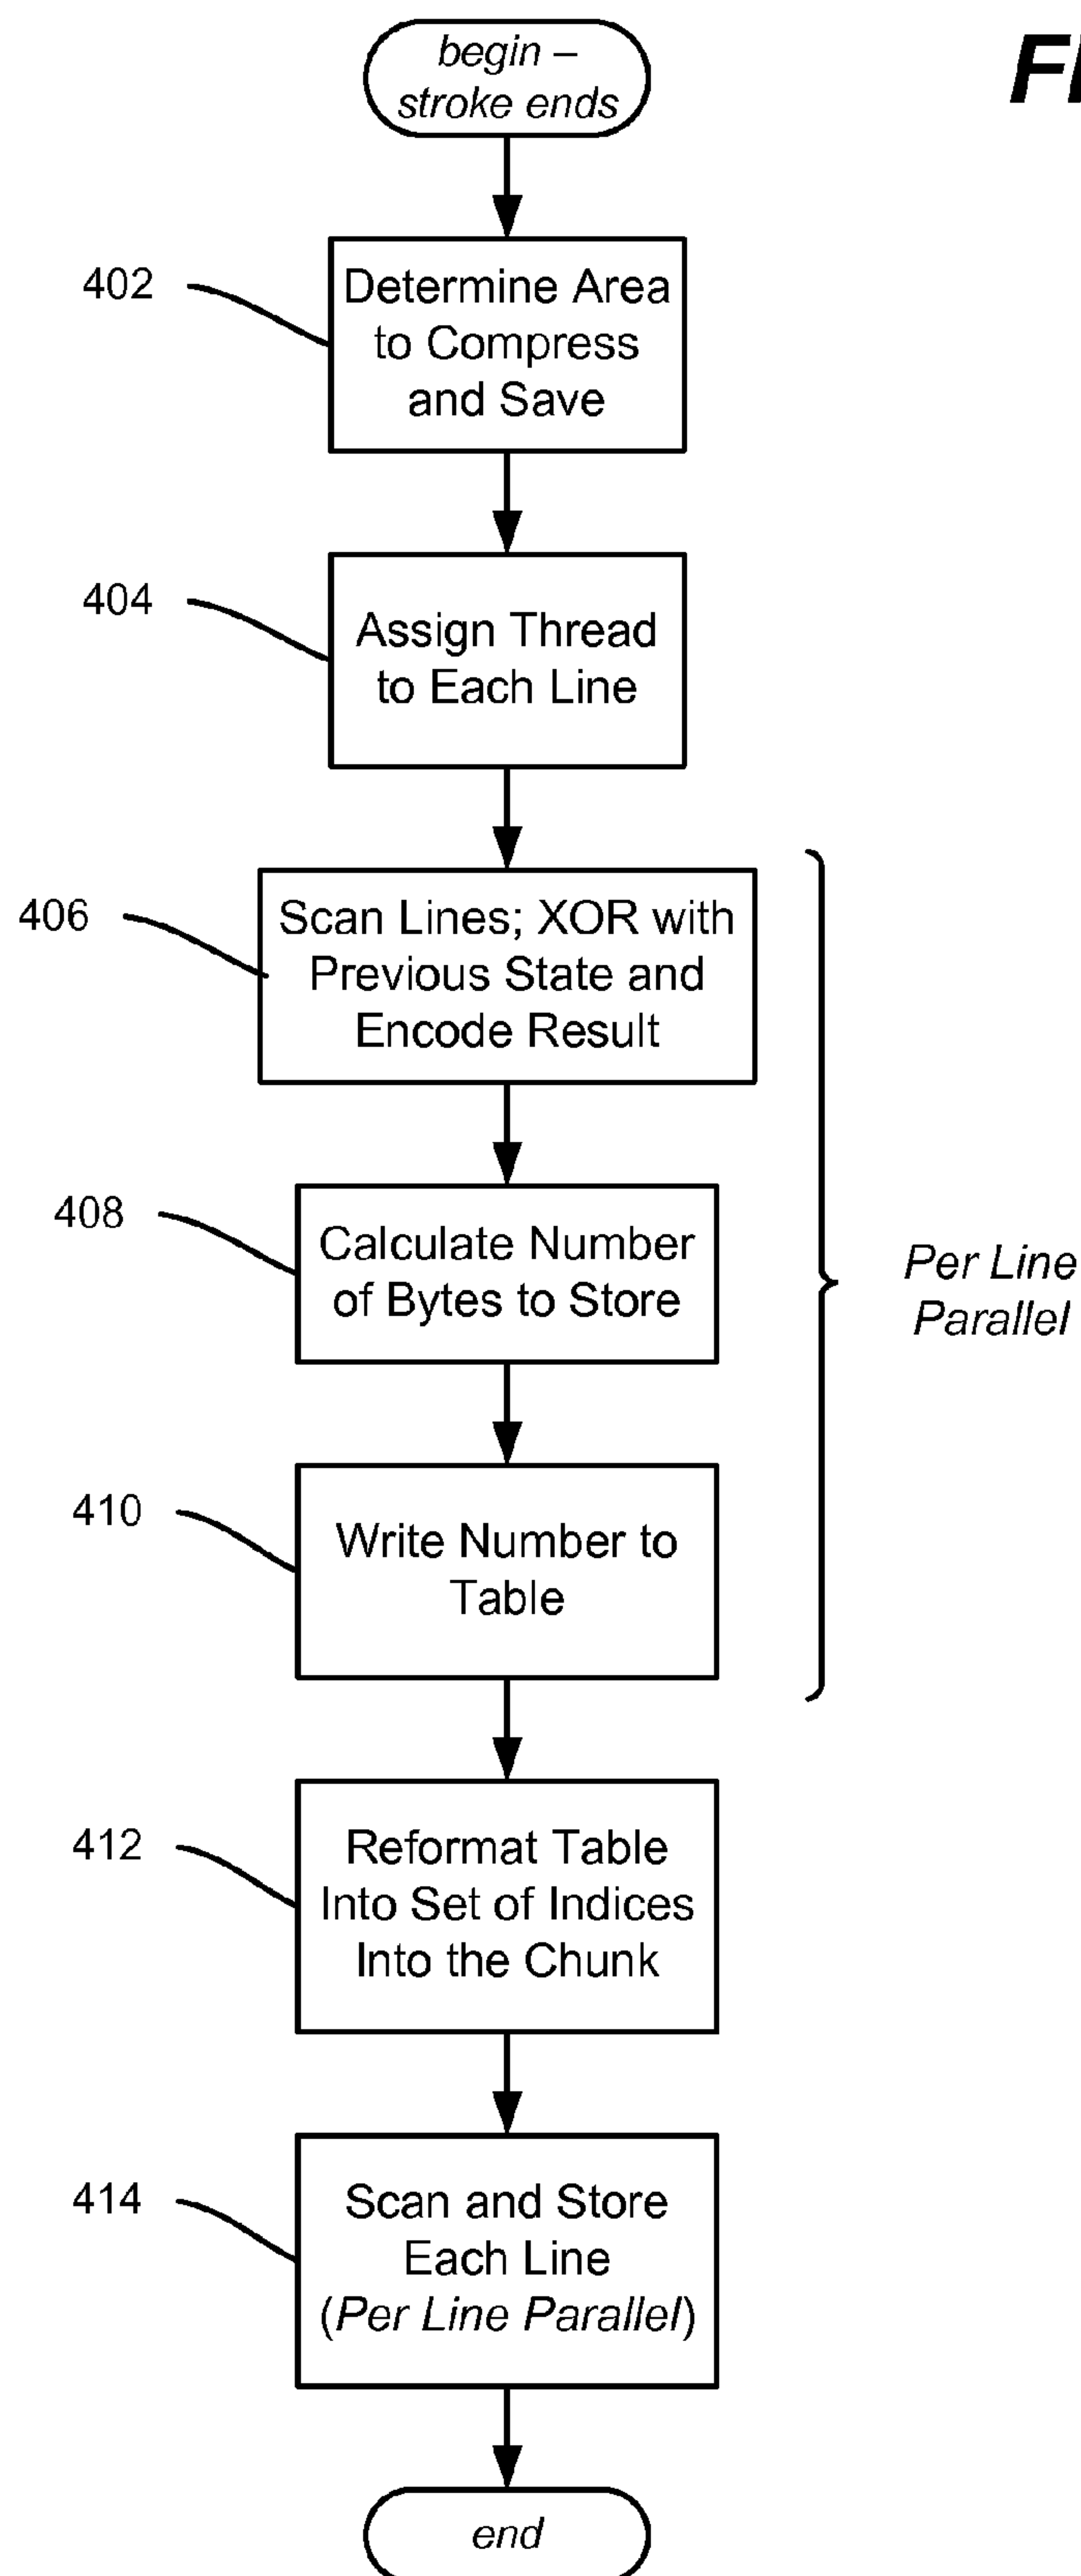 begin –
stroke ends
402
Determine Area
to Compress
and Save
404
Assign Thread
to Each Line
406
Scan Lines; XOR with
Previous State and
Encode Result
408
Calculate Number
of Bytes to Store
Per Line
Parallel
410
Write Number to
Table
412
Reformat Table
Into Set of Indices
Into the Chunk
414
Scan and Store
Each Line
(Per Line Parallel)
end